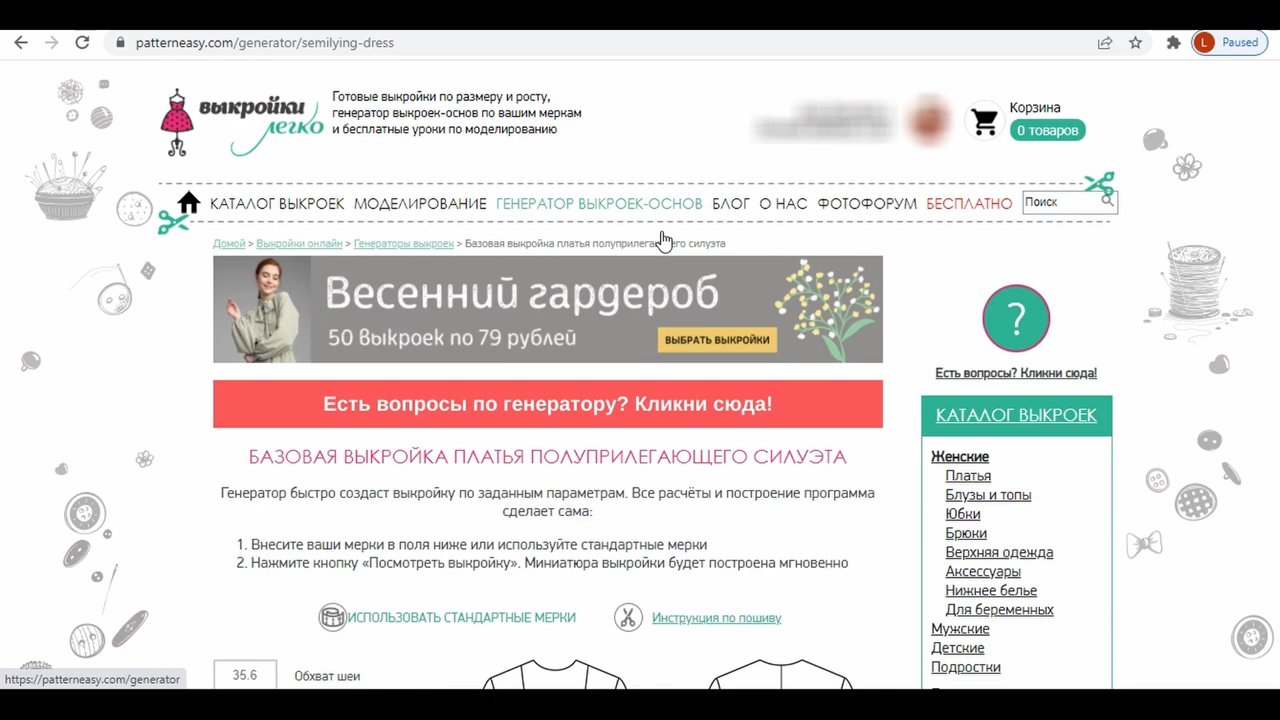 patterneasy.com/generator/semilying-dress
L
Paused
выкройки
легко
Готовые выкройки по размеру и росту,
генератор выкроек-основ по вашим меркам
и бесплатные уроки по моделированию
Корзина
0 товаров
КАТАЛОГ ВЫКРОЕК МОДЕЛИРОВАНИЕ ГЕНЕРАТОР ВЫКРОЕК-ОСНОВ БЛОГ О НАС ФОТОФОРУМ БЕСПЛАТНО
Поиск
Домой > Выкройки онлайн > Генераторы выкроек > Базовая выкройка платья полуприлегающего силуэта
Весенний гардероб
50 выкроек по 79 рублей
ВЫБРАТЬ ВЫКРОЙКИ
?
Есть вопросы? Кликни сюда!
Есть вопросы по генератору? Кликни сюда!
БАЗОВАЯ ВЫКРОЙКА ПЛАТЬЯ ПОЛУПРИЛЕГАЮЩЕГО СИЛУЭТА
Генератор быстро создаст выкройку по заданным параметрам. Все расчёты и построение программа
сделает сама:
1. Внесите ваши мерки в поля ниже или используйте стандартные мерки
2. Нажмите кнопку «Посмотреть выкройку». Миниатюра выкройки будет построена мгновенно
ИСПОЛЬЗОВАТЬ СТАНДАРТНЫЕ МЕРКИ
Инструкция по пошиву
35.6
Обхват шеи
КАТАЛОГ ВЫКРОЕК
Женские
Платья
Блузы и топы
Юбки
Брюки
Верхняя одежда
Аксессуары
Нижнее белье
Для беременных
Мужские
Детские
Подростки
https://patterneasy.com/generator